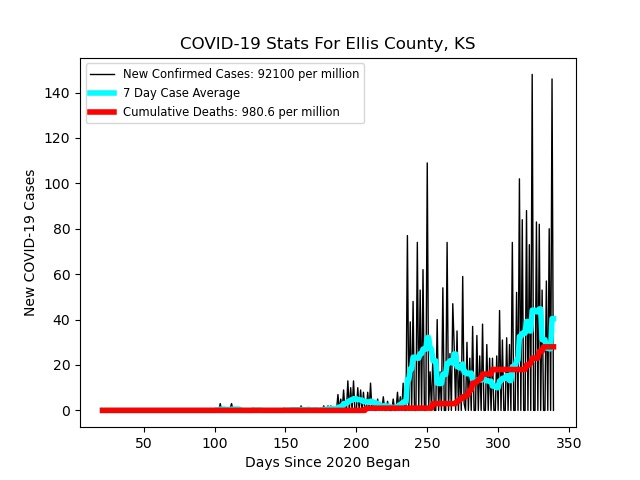 COVID-19 Stats For Ellis County, KS
New Confirmed Cases: 92100 per million
7 Day Case Average
Cumulative Deaths: 980.6 per million
New COVID-19 Cases
140
120
100
80
60
40
20
0
50
100
150
200
250
300
350
Days Since 2020 Began